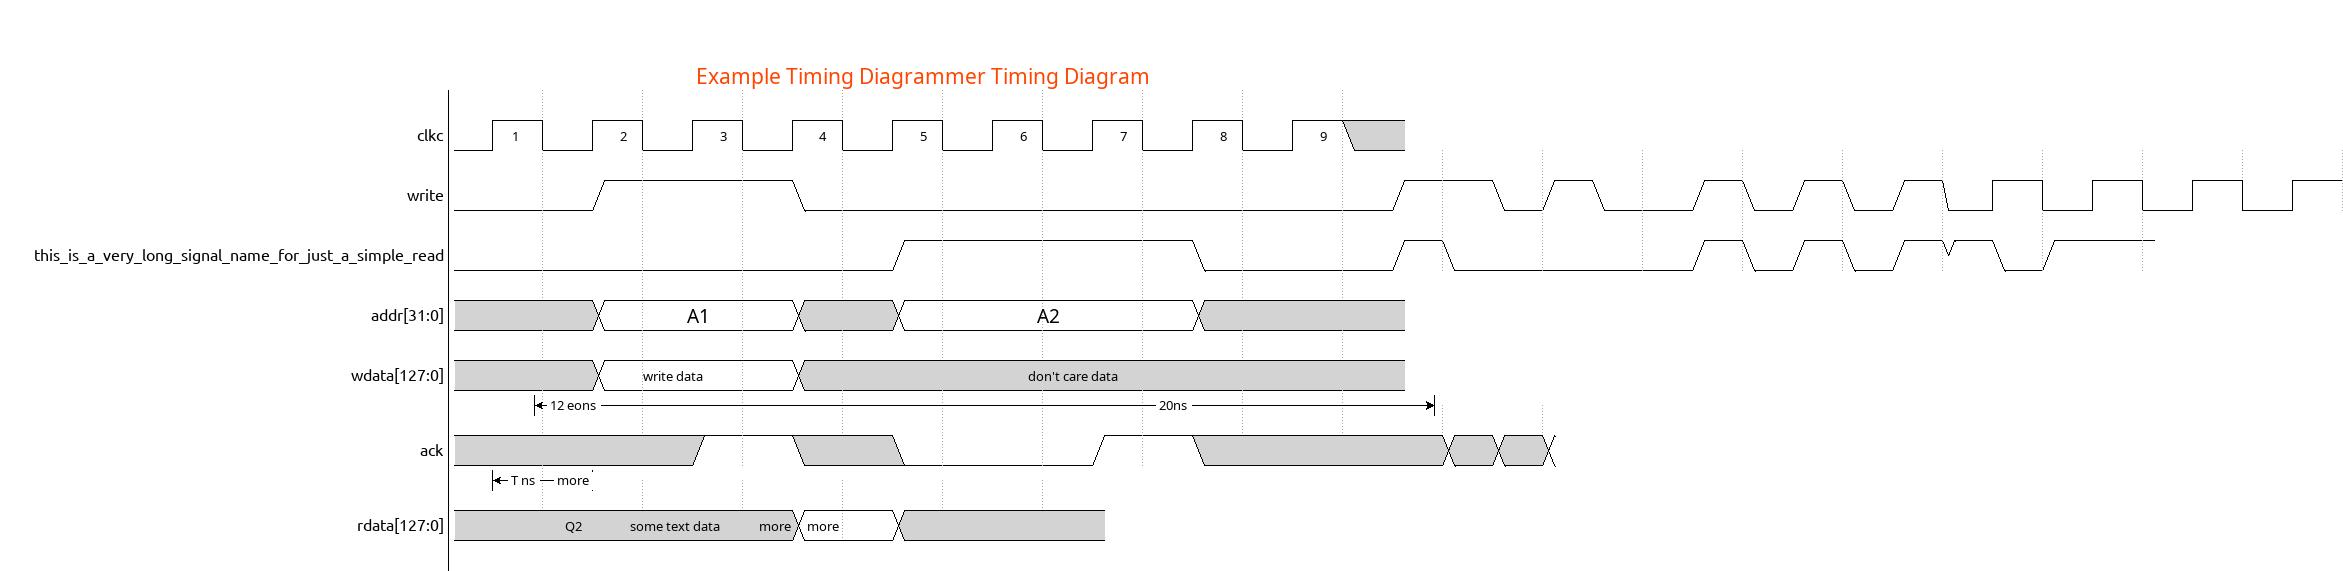 Example Timing Diagrammer Timing Diagram
clkc 1 2 3 4 5 6 7 8 9
write
this_is_a_very_long_signal_name_for_just_a_simple_read
addr[31:0] A1 A2
wdata[127:0] write data don't care data
12 eons 20ns
ack
T ns more
rdata[127:0] Q2 some text data more more